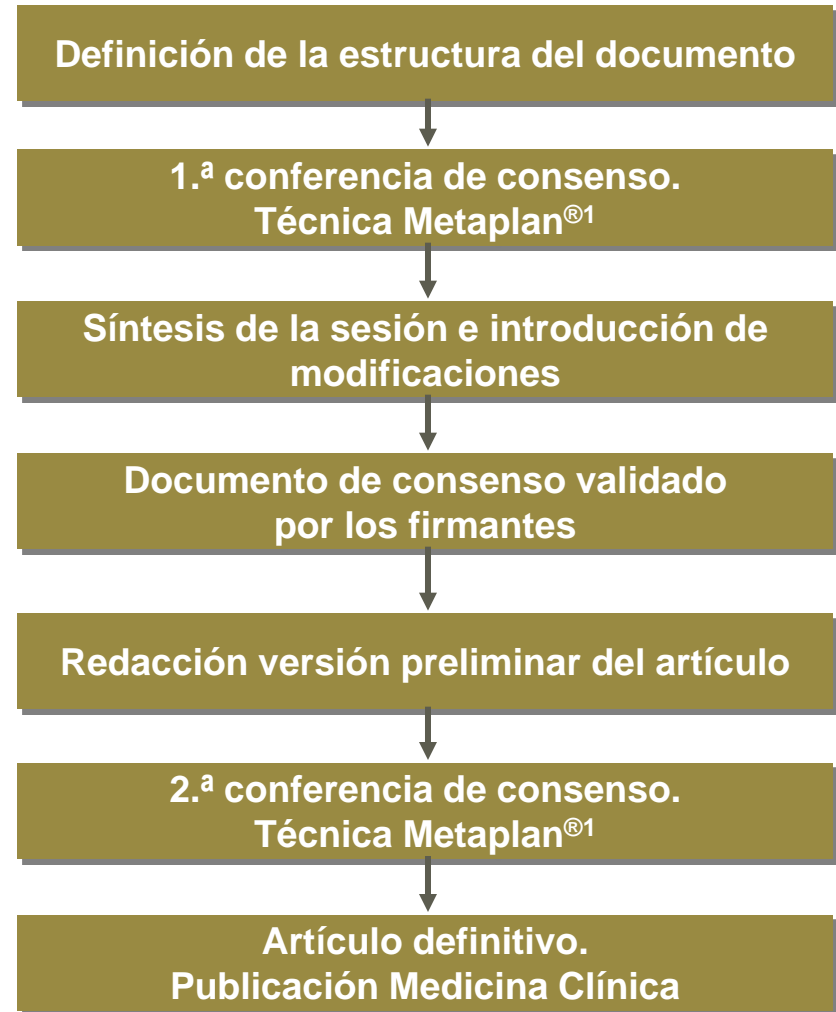 Definición de la estructura del documento
1.ª conferencia de consenso.
Técnica Metaplan®1
Síntesis de la sesión e introducción de
modificaciones
Documento de consenso validado
por los firmantes
Redacción versión preliminar del artículo
2.ª conferencia de consenso.
Técnica Metaplan®1
Artículo definitivo.
Publicación Medicina Clínica